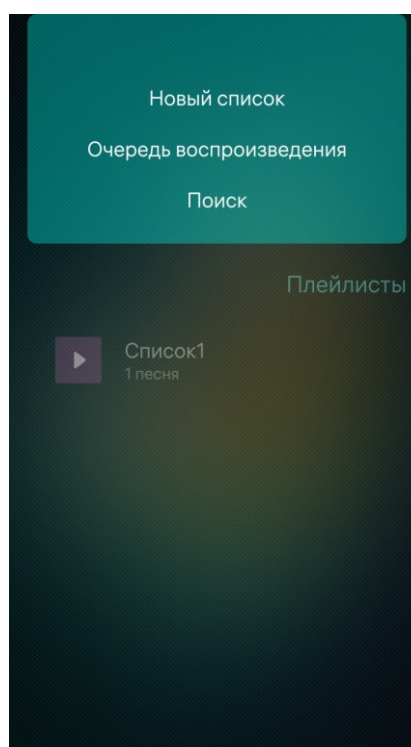 Новый список
Очередь воспроизведения
Поиск
Плейлисты
Список1
1 песня